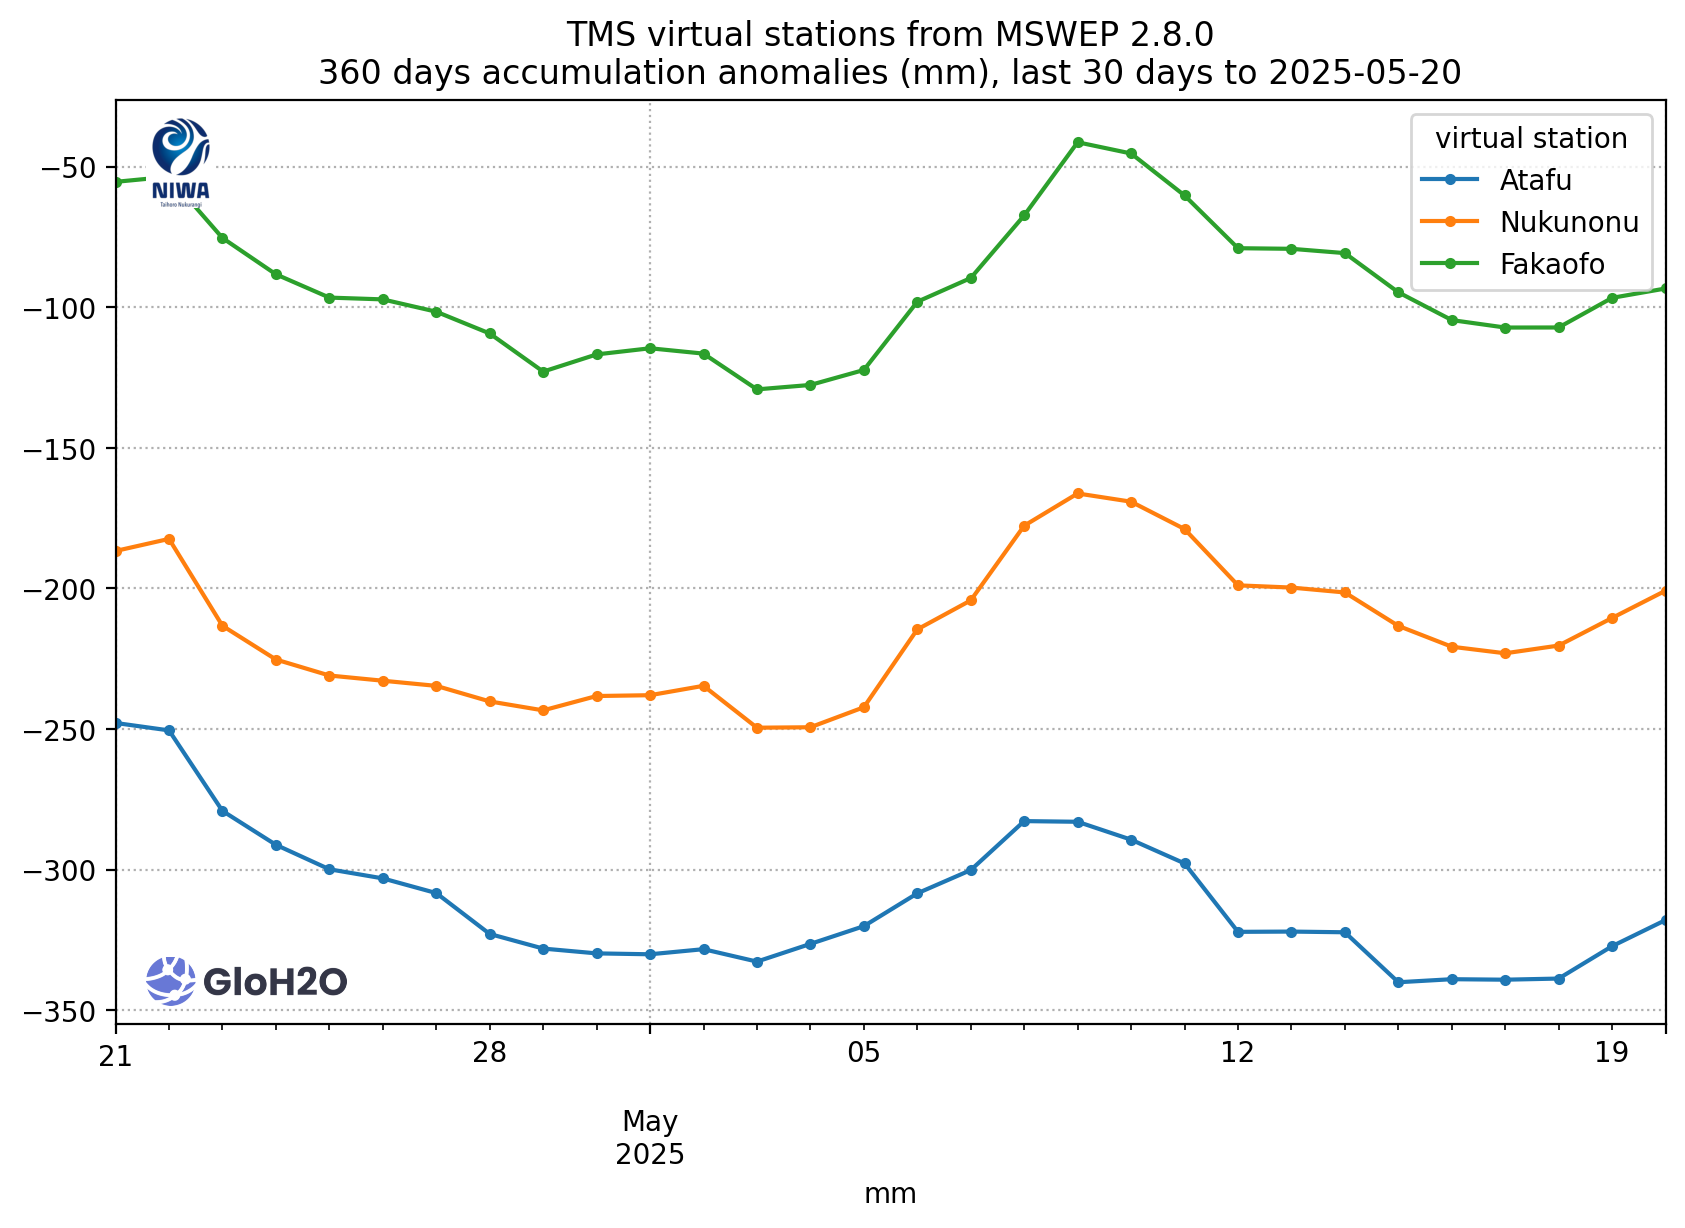 TMS virtual stations from MSWEP 2.8.0
360 days accumulation anomalies (mm), last 30 days to 2025-05-20
NIWA
Taihoro Nukurangi
virtual station
Atafu
Nukunonu
Fakaofo
−50
−100
−150
−200
−250
−300
−350
GloH2O
21 28 05 12 19
May
2025
mm